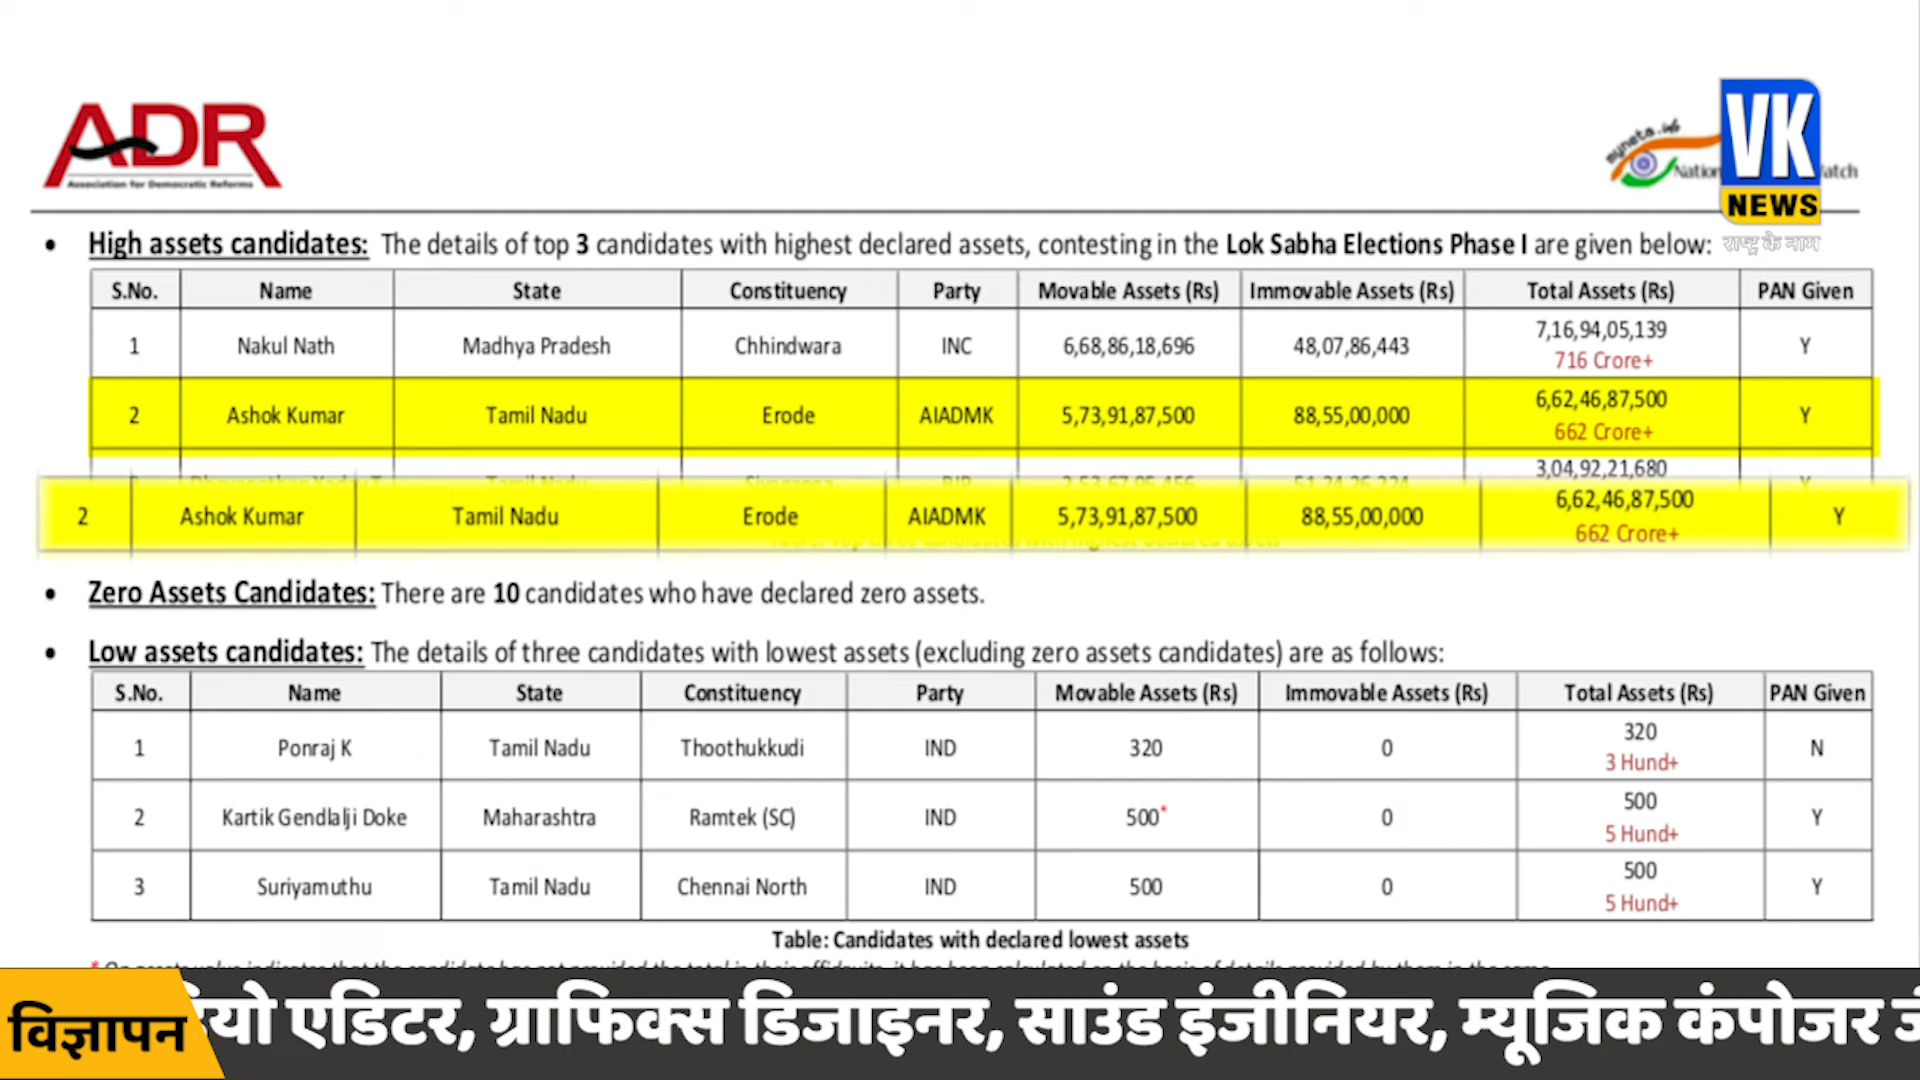 ADR
Association for Democratic Reforms
myneta.info
VK
NEWS
राष्ट्र के नाम
• High assets candidates: The details of top 3 candidates with highest declared assets, contesting in the Lok Sabha Elections Phase I are given below:
S.No. Name State Constituency Party Movable Assets (Rs) Immovable Assets (Rs) Total Assets (Rs) PAN Given
1 Nakul Nath Madhya Pradesh Chhindwara INC 6,68,86,18,696 48,07,86,443 7,16,94,05,139 Y
716 Crore+
2 Ashok Kumar Tamil Nadu Erode AIADMK 5,73,91,87,500 88,55,00,000 6,62,46,87,500 Y
662 Crore+
3,04,92,21,680
2 Ashok Kumar Tamil Nadu Erode AIADMK 5,73,91,87,500 88,55,00,000 6,62,46,87,500 Y
662 Crore+
• Zero Assets Candidates: There are 10 candidates who have declared zero assets.
• Low assets candidates: The details of three candidates with lowest assets (excluding zero assets candidates) are as follows:
S.No. Name State Constituency Party Movable Assets (Rs) Immovable Assets (Rs) Total Assets (Rs) PAN Given
1 Ponraj K Tamil Nadu Thoothukkudi IND 320 0 320 N
3 Hund+
2 Kartik Gendlalji Doke Maharashtra Ramtek (SC) IND 500* 0 500 Y
5 Hund+
3 Suriyamuthu Tamil Nadu Chennai North IND 500 0 500 Y
5 Hund+
Table: Candidates with declared lowest assets
विज्ञापन
एडिटर, ग्राफिक्स डिजाइनर, साउंड इंजीनियर, म्यूजिक कंपोजर